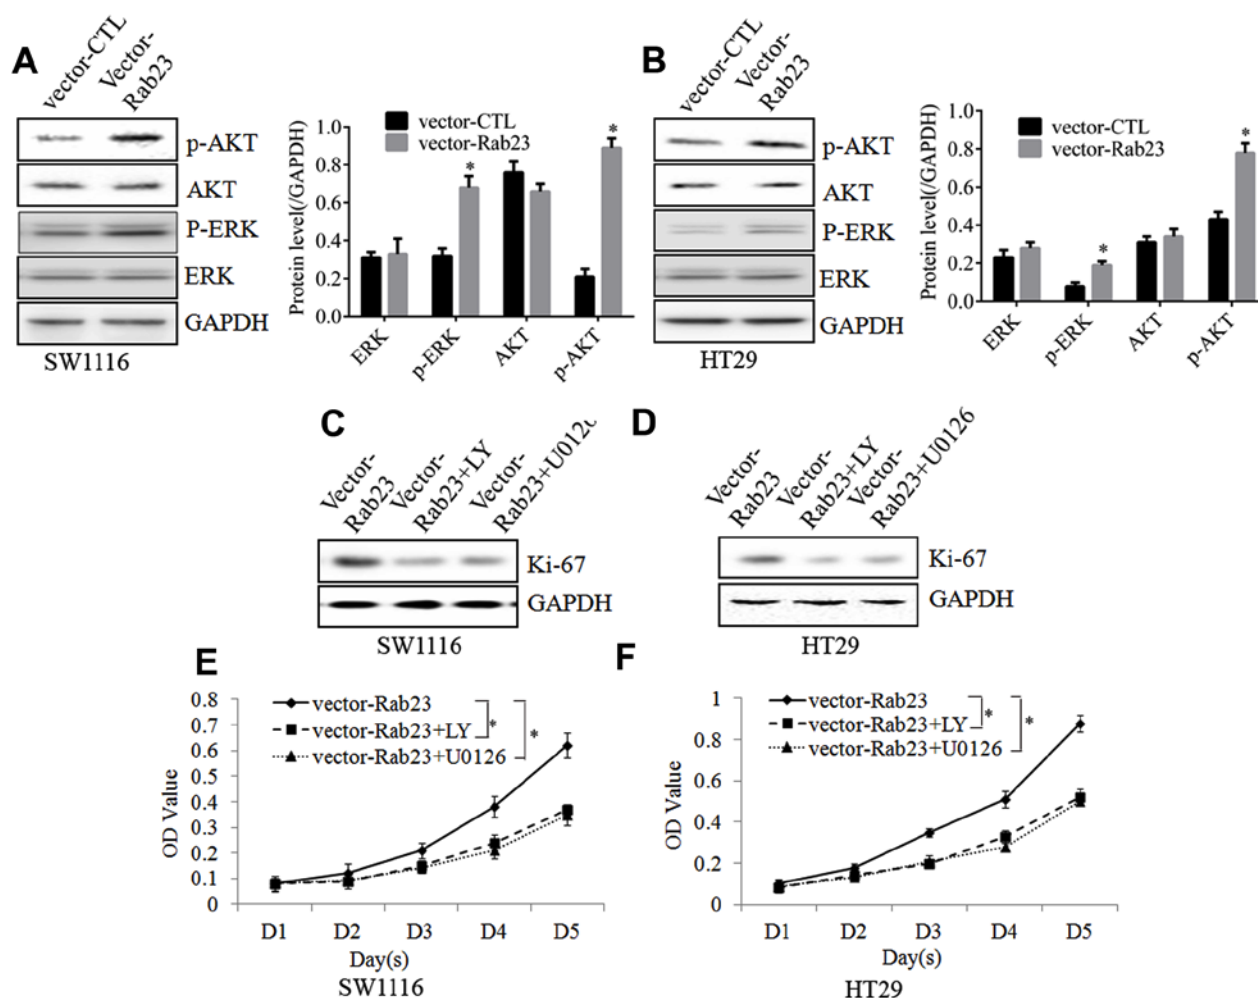 A
vector-CTL
Vector-
Rab23
p-AKT
AKT
P-ERK
ERK
GAPDH
SW1116
Protein level(/GAPDH)
1.0
0.8
0.6
0.4
0.2
0.0
vector-CTL
vector-Rab23
*
*
ERK
p-ERK
AKT
p-AKT
B
vector-CTL
Vector-
Rab23
p-AKT
AKT
P-ERK
ERK
GAPDH
HT29
Protein level(/GAPDH)
1.0
0.8
0.6
0.4
0.2
0.0
vector-CTL
vector-Rab23
*
*
ERK
p-ERK
AKT
p-AKT
C
Vector-
Rab23
Vector-
Rab23+LY
Vector-
Rab23+U012
Ki-67
GAPDH
SW1116
D
Vector-
Rab23
Vector-
Rab23+LY
Vector-
Rab23+U0126
Ki-67
GAPDH
HT29
E
OD Value
0.8
0.7
0.6
0.5
0.4
0.3
0.2
0.1
0
vector-Rab23
vector-Rab23+LY
vector-Rab23+U0126
*
*
D1 D2 D3 D4 D5
Day(s)
SW1116
F
OD Value
1
0.8
0.6
0.4
0.2
0
vector-Rab23
vector-Rab23+LY
vector-Rab23+U0126
*
*
D1 D2 D3 D4 D5
Day(s)
HT29